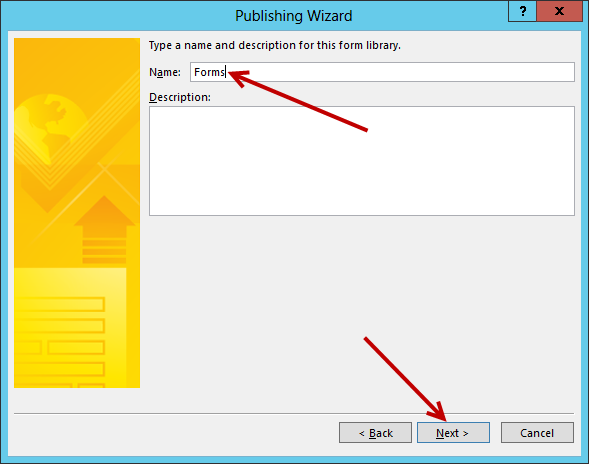 Publishing Wizard
? X
Type a name and description for this form library.
Name: Forms
Description:
< Back Next > Cancel